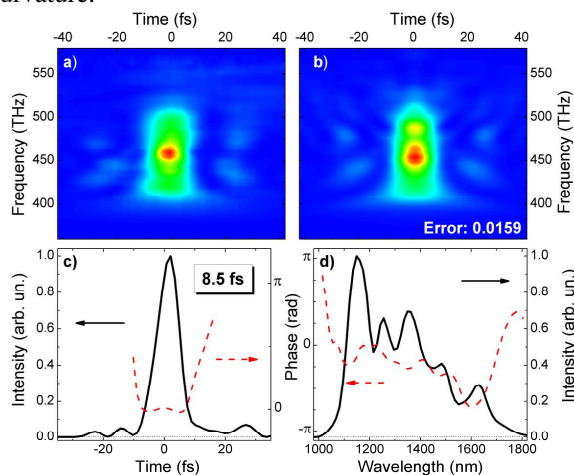 Time (fs) Time (fs)
-40 -20 0 20 40 -40 -20 0 20 40
a) b)
550 550
500 500
450 450
400 400
Frequency (THz) Frequency (THz)
Error: 0.0159
c) 8.5 fs d)
1.0 π 1.0
0.8 0.8
0.6 0.6
0.4 0 0.4
0.2 0.2
0.0 -π 0.0
π
0
Intensity (arb. un.) Phase (rad) Intensity (arb. un.)
-20 0 20 1000 1200 1400 1600 1800
Time (fs) Wavelength (nm)